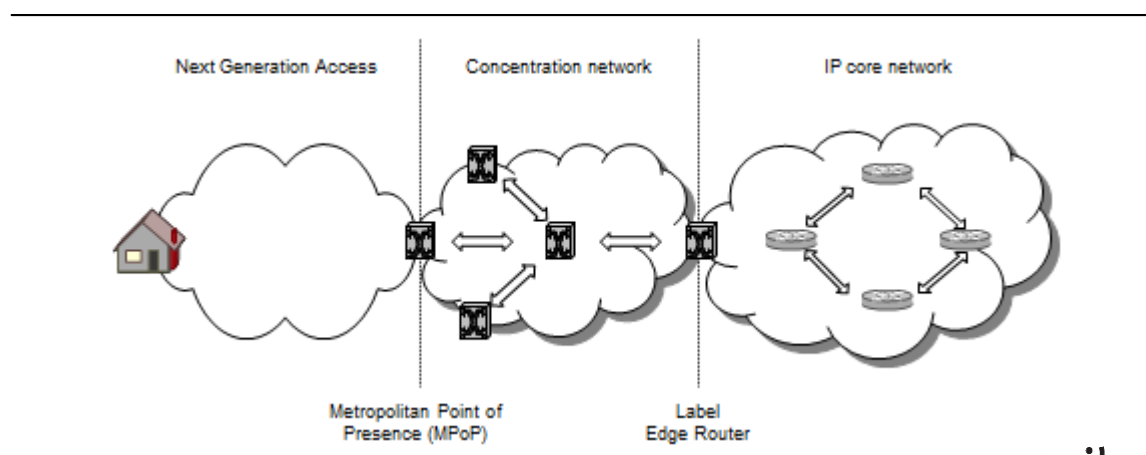 Next Generation Access
Concentration network
IP core network
Metropolitan Point of
Presence (MPoP)
Label
Edge Router